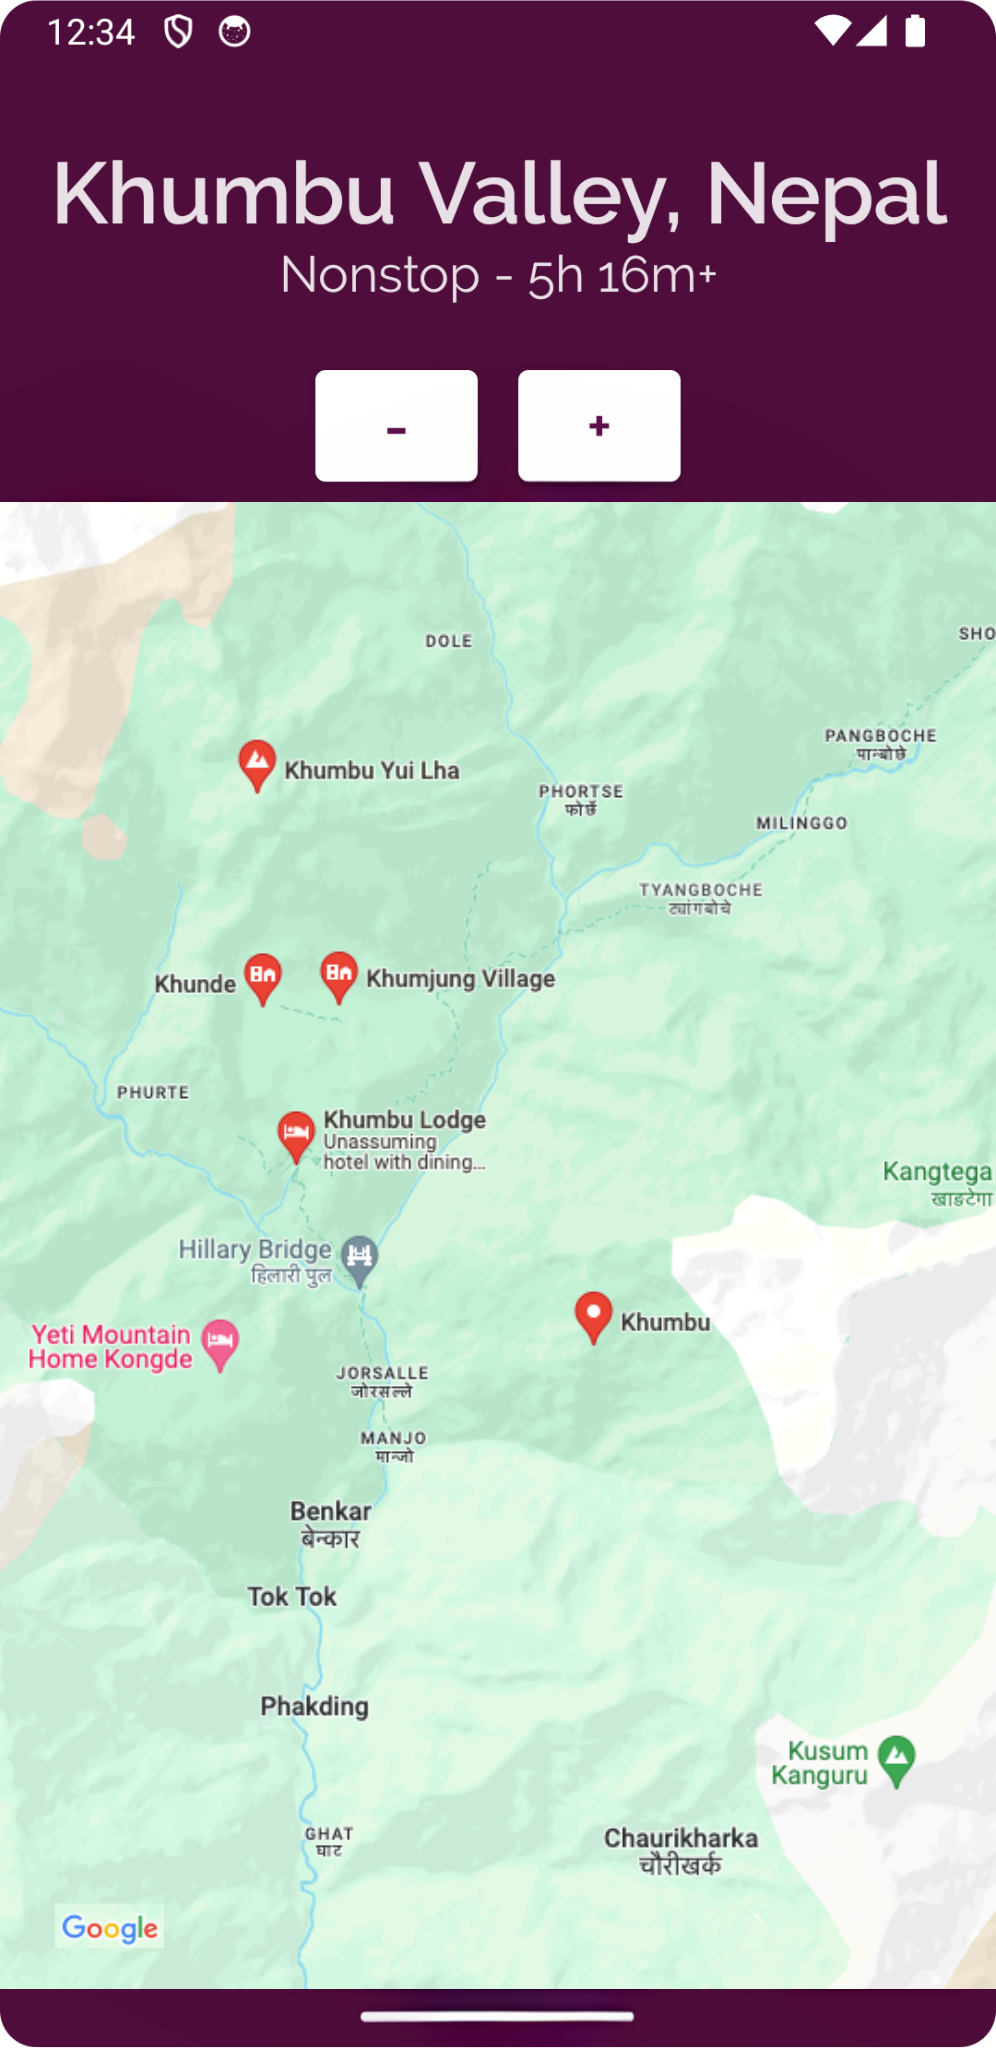 12:34
Khumbu Valley, Nepal
Nonstop - 5h 16m+
-
+
DOLE
SHO
PANGBOCHE
पान्बोछे
Khumbu Yui Lha
PHORTSE
फोर्छे
MILINGGO
TYANGBOCHE
ट्यांगबोचे
Khunde
Khumjung Village
PHURTE
Khumbu Lodge
Unassuming
hotel with dining...
Kangtega
खाङटेगा
Hillary Bridge
हिलारी पुल
Khumbu
Yeti Mountain
Home Kongde
JORSALLE
जोरसल्ले
MANJO
मान्जो
Benkar
बेन्कार
Tok Tok
Phakding
Kusum
Kanguru
GHAT
घाट
Chaurikharka
चौरीखर्क
Google